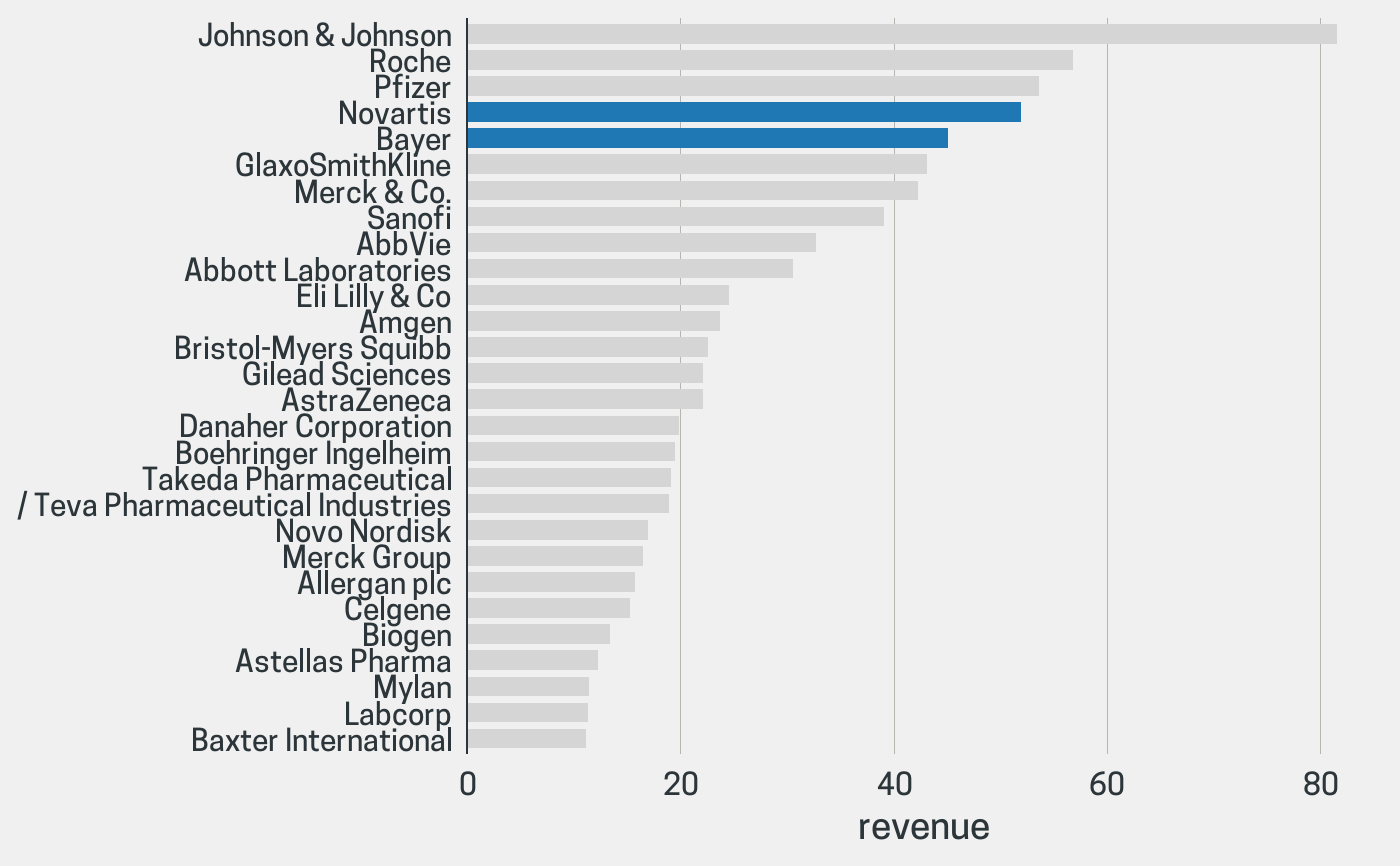 Johnson & Johnson
Roche
Pfizer
Novartis
Bayer
GlaxoSmithKline
Merck & Co.
Sanofi
AbbVie
Abbott Laboratories
Eli Lilly & Co
Amgen
Bristol-Myers Squibb
Gilead Sciences
AstraZeneca
Danaher Corporation
Boehringer Ingelheim
Takeda Pharmaceutical
/ Teva Pharmaceutical Industries
Novo Nordisk
Merck Group
Allergan plc
Celgene
Biogen
Astellas Pharma
Mylan
Labcorp
Baxter International
0 20 40 60 80
revenue